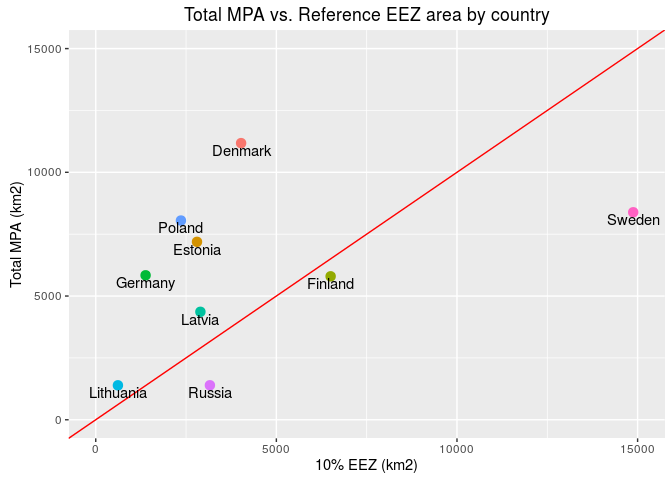 Total MPA vs. Reference EEZ area by country
15000
10000
5000
0
Total MPA (km2)
Denmark
Sweden
Poland
Estonia
Germany
Finland
Latvia
Lithuania
Russia
0 5000 10000 15000
10% EEZ (km2)